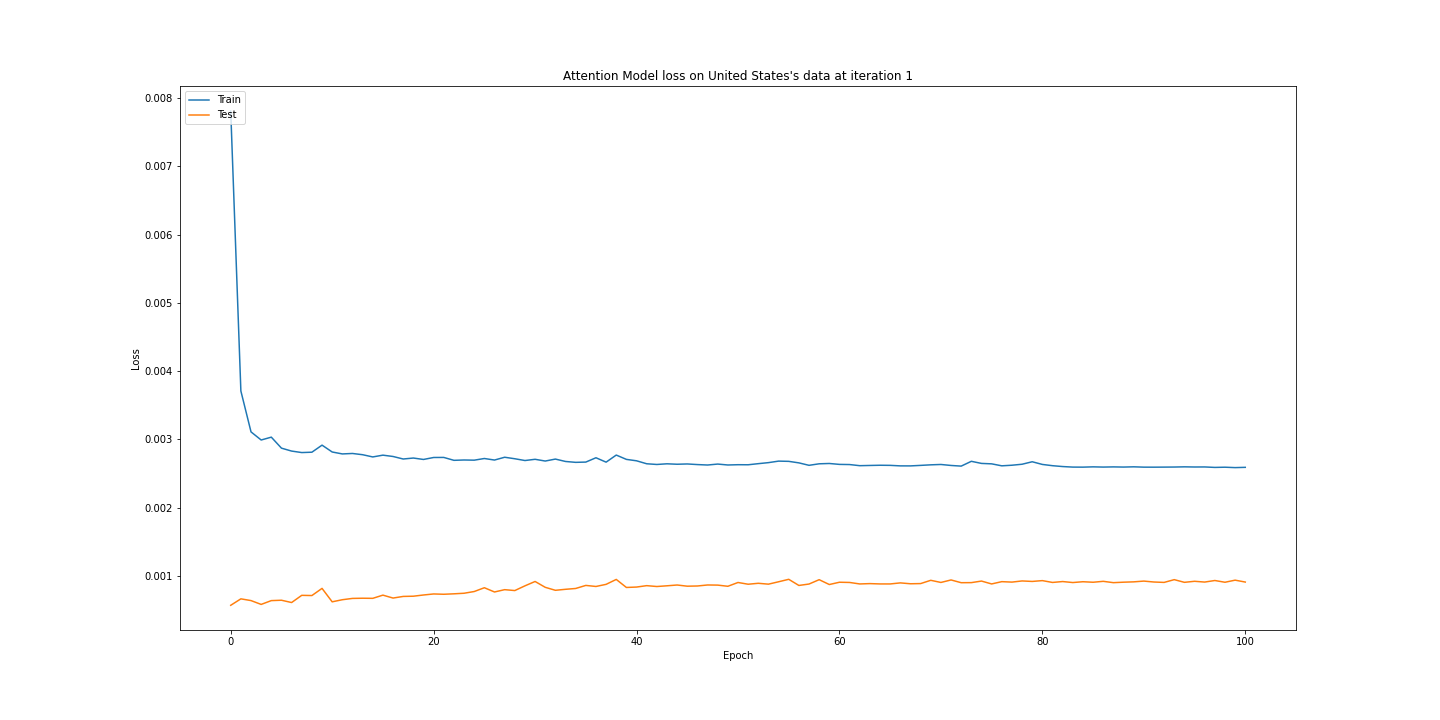 Attention Model loss on United States's data at iteration 1
Train
Test
0.008
0.007
0.006
0.005
0.004
0.003
0.002
0.001
Loss
0 20 40 60 80 100
Epoch